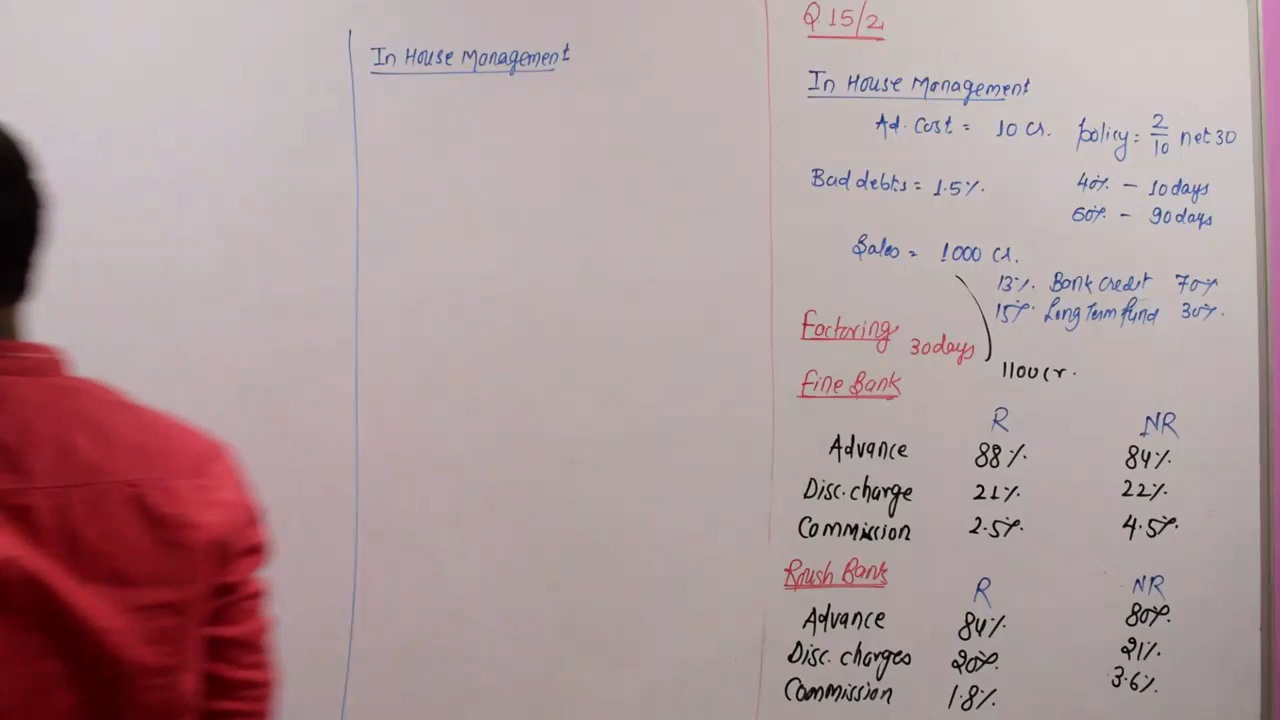 In House Management
Q 15/2
In House Management
Ad. Cost = 10 Cr. Policy = 2/10 net 30
Bad debts = 1.5%. 40% - 10 days
60% - 90 days
Sales = 1000 Cr.
13%. Bank Credit 70%
15%. Long Term Fund 30%.
Factoring 30 days
1100 Cr.
Fine Bank
R NR
Advance 88% 84%
Disc. charge 21% 22%
Commission 2.5% 4.5%
Roush Bank
R NR
Advance 84% 80%
Disc. charges 20% 21%
Commission 1.8% 3.6%